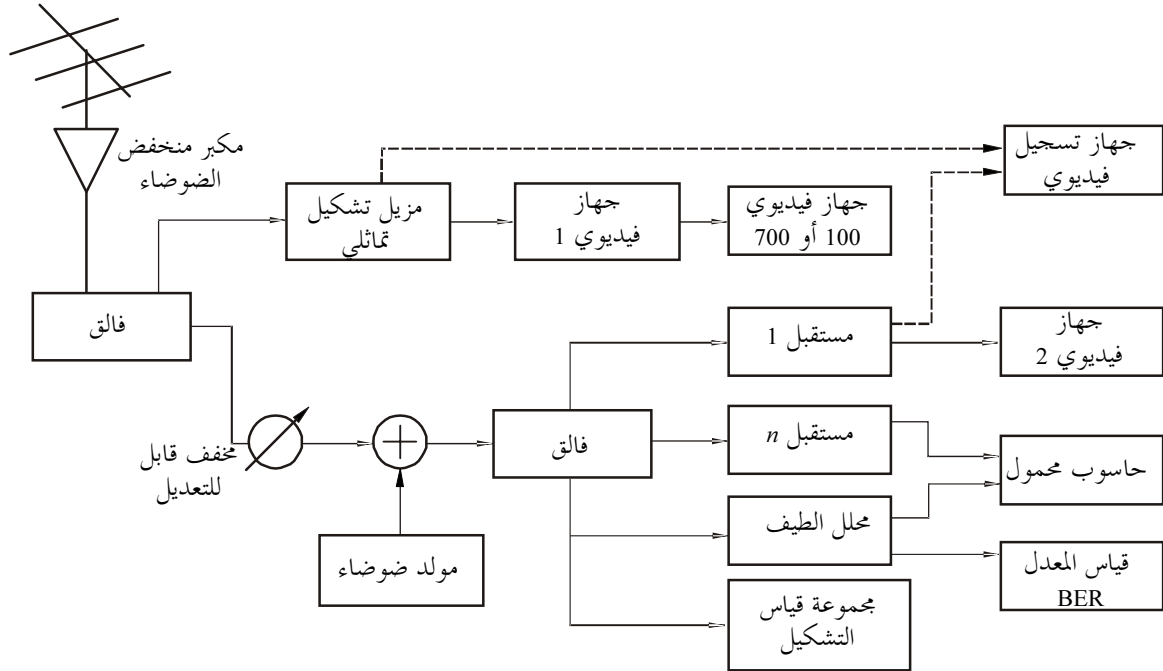 مكبر منخفض
الضوضاء
جهاز تسجيل
فيديوي
مزيل تشكيل
تماثلي
جهاز
فيديوي 1
جهاز فيديوي
100 أو 700
فالق
مستقبل 1
جهاز
فيديوي 2
مخفف قابل
للتعديل
فالق
مستقبل n
حاسوب محمول
مولد ضوضاء
محلل الطيف
قياس المعدل
BER
مجموعة قياس
التشكيل